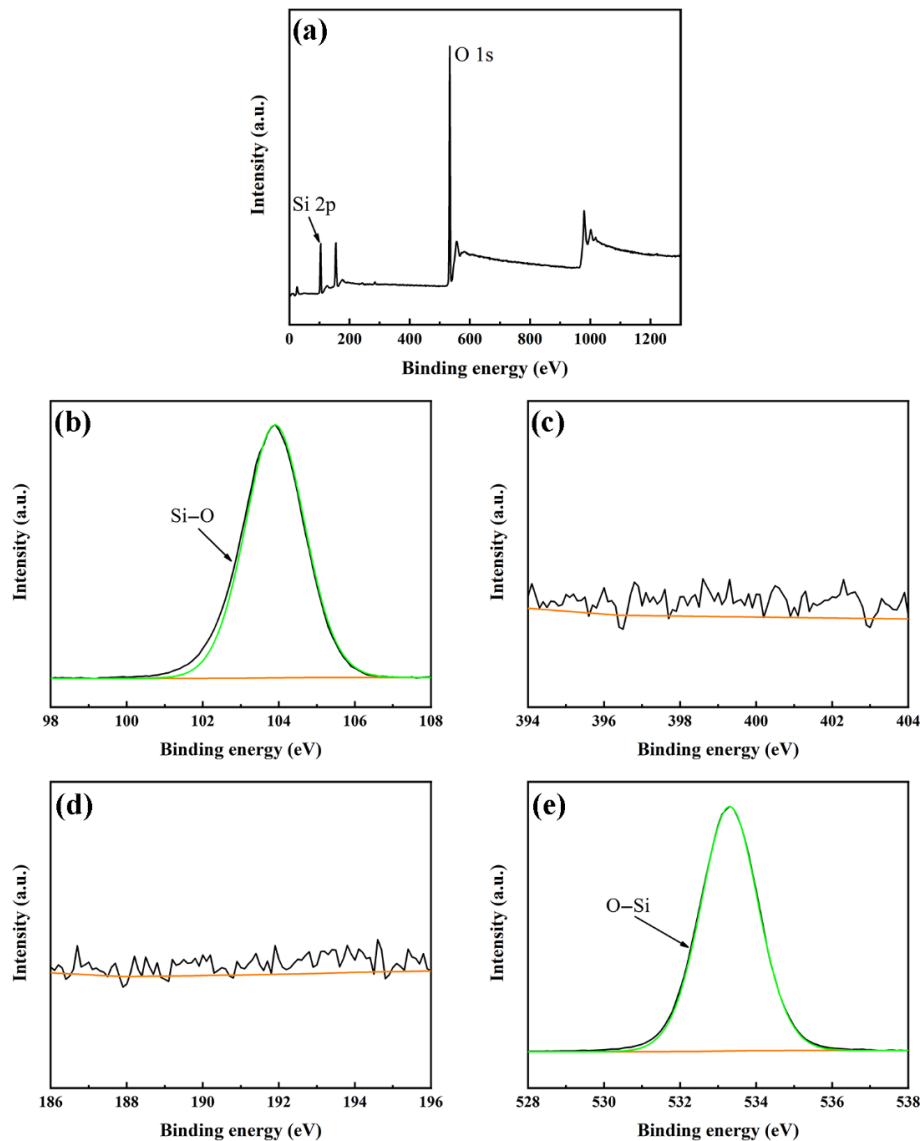 (a)
O 1s
Si 2p
Intensity (a.u.)
0 200 400 600 800 1000 1200
Binding energy (eV)
(b)
Si–O
Intensity (a.u.)
98 100 102 104 106 108
Binding energy (eV)
(c)
Intensity (a.u.)
394 396 398 400 402 404
Binding energy (eV)
(d)
Intensity (a.u.)
186 188 190 192 194 196
Binding energy (eV)
(e)
O–Si
Intensity (a.u.)
528 530 532 534 536 538
Binding energy (eV)